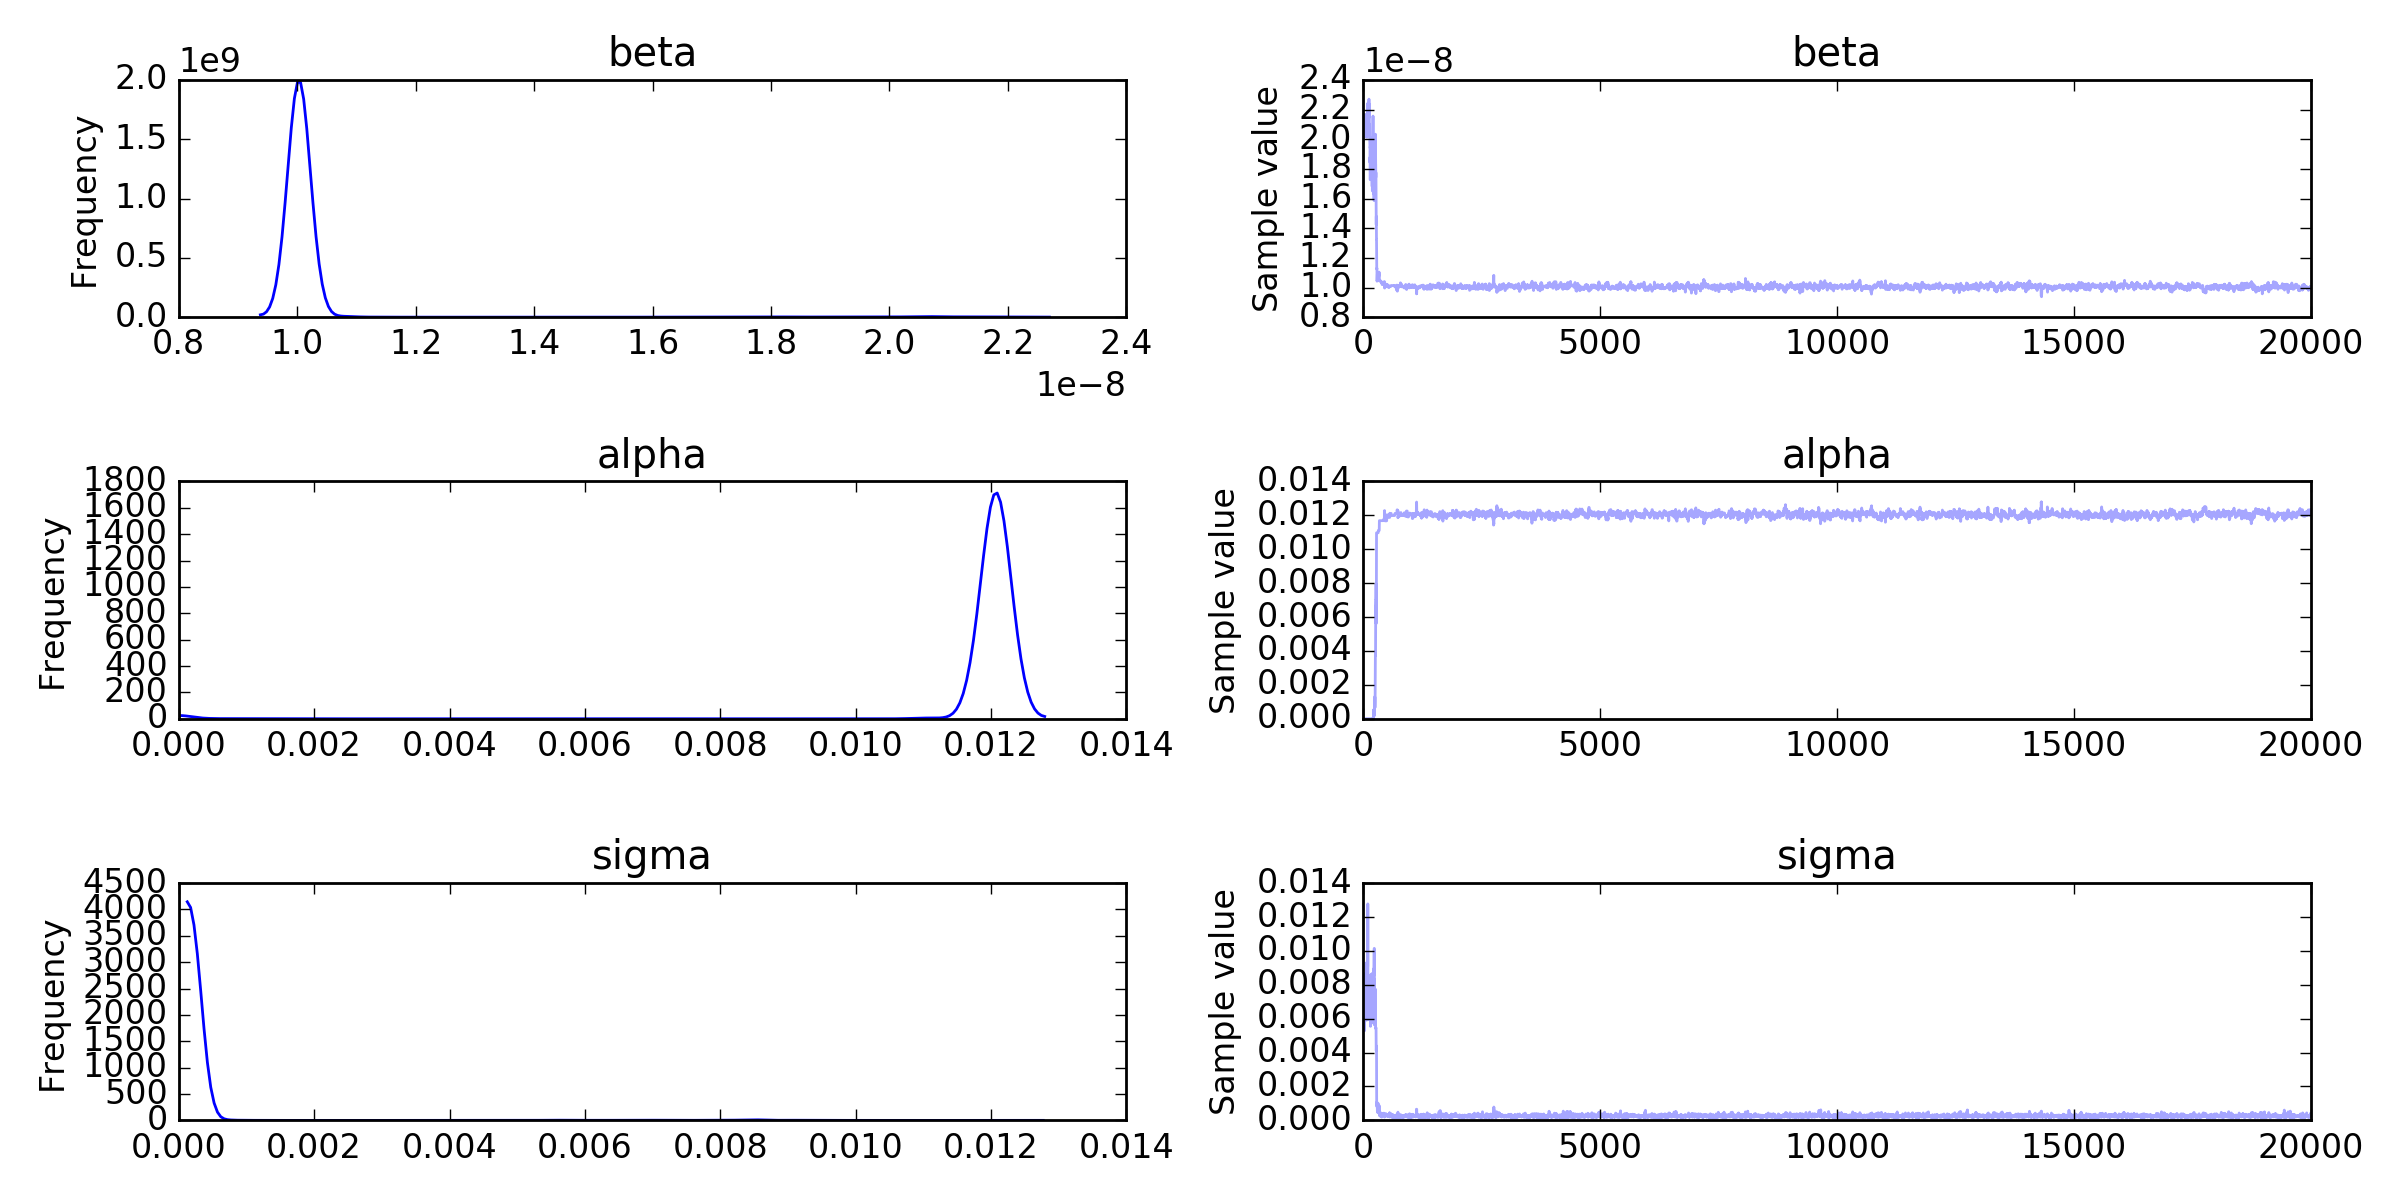 beta
1e9
2.0
1.5
1.0
0.5
0.0
Frequency
0.8 1.0 1.2 1.4 1.6 1.8 2.0 2.2 2.4
1e−8
beta
1e−8
2.4
2.2
2.0
1.8
1.6
1.4
1.2
1.0
0.8
Sample value
0 5000 10000 15000 20000
alpha
1800
1600
1400
1200
1000
800
600
400
200
0
Frequency
0.000 0.002 0.004 0.006 0.008 0.010 0.012 0.014
alpha
0.014
0.012
0.010
0.008
0.006
0.004
0.002
0.000
Sample value
0 5000 10000 15000 20000
sigma
4500
4000
3500
3000
2500
2000
1500
1000
500
0
Frequency
0.000 0.002 0.004 0.006 0.008 0.010 0.012 0.014
sigma
0.014
0.012
0.010
0.008
0.006
0.004
0.002
0.000
Sample value
0 5000 10000 15000 20000